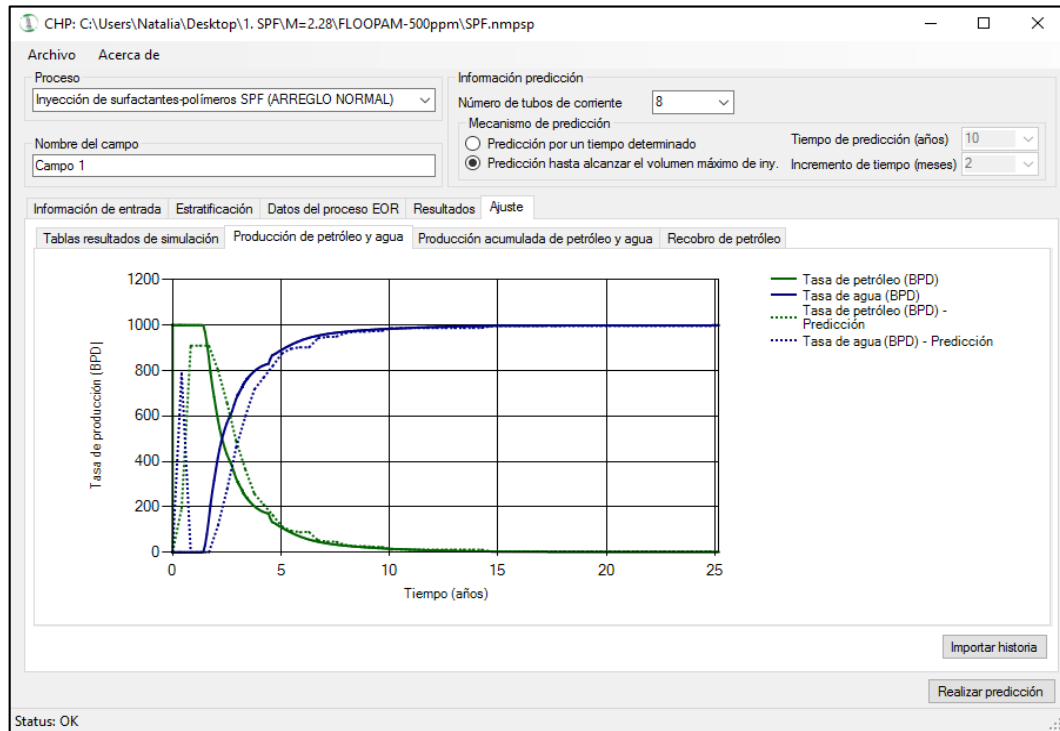 CHP: C:\Users\Natalia\Desktop\1. SPF\M=2.28\FLOOPAM-500ppm\SPF.nmpsp
Archivo Acerca de
Proceso
Inyección de surfactantes-polímeros SPF (ARREGLO NORMAL)
Nombre del campo
Campo 1
Información predicción
Número de tubos de corriente 8
Mecanismo de predicción
Predicción por un tiempo determinado
Predicción hasta alcanzar el volumen máximo de iny.
Tiempo de predicción (años) 10
Incremento de tiempo (meses) 2
Información de entrada Estratificación Datos del proceso EOR Resultados Ajuste
Tablas resultados de simulación Producción de petróleo y agua Producción acumulada de petróleo y agua Recobro de petróleo
Tasa de producción (BPD|
1200
1000
800
600
400
200
0
0 5 10 15 20 25
Tiempo (años)
Tasa de petróleo (BPD)
Tasa de agua (BPD)
Tasa de petróleo (BPD) -
Predicción
Tasa de agua (BPD) - Predicción
Importar historia
Realizar predicción
Status: OK